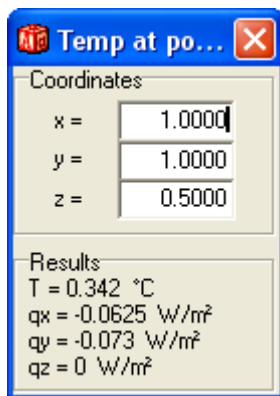 Temp at po...
Coordinates
x = 1.0000
y = 1.0000
z = 0.5000
Results
T = 0.342 °C
qx = -0.0625 W/m²
qy = -0.073 W/m²
qz = 0 W/m²